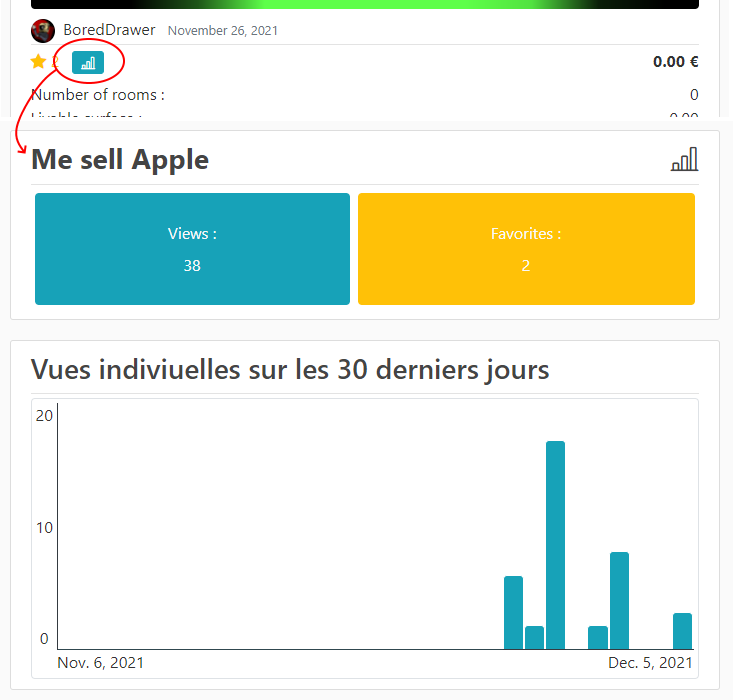 BoredDrawer November 26, 2021
2 0.00 €
Number of rooms : 0
Livable surface : 0.00
Me sell Apple
Views :
38
Favorites :
2
Vues indiviuelles sur les 30 derniers jours
20
10
0
Nov. 6, 2021 Dec. 5, 2021